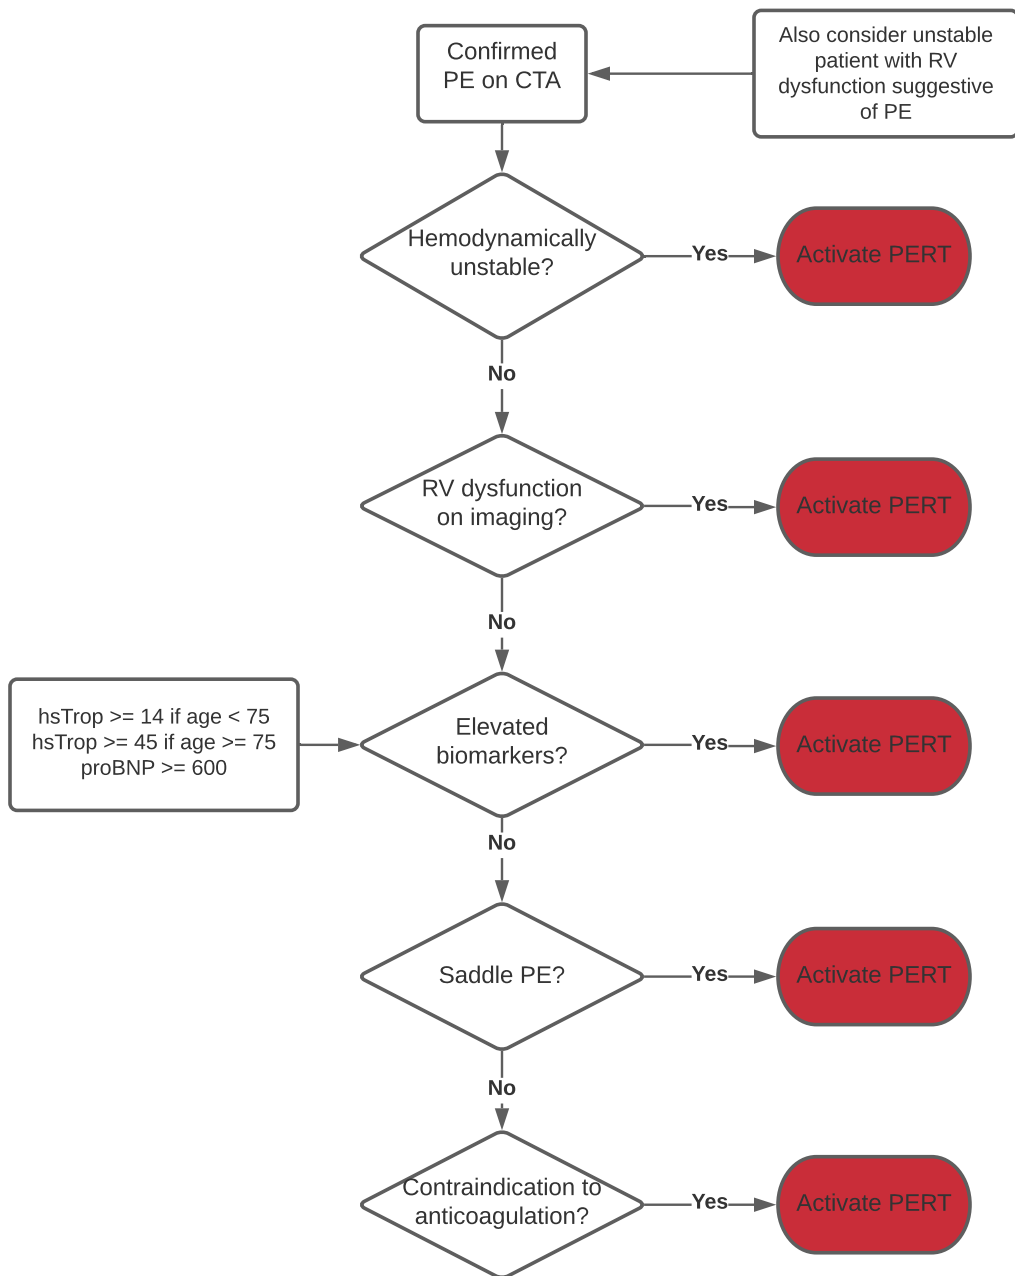 Confirmed
PE on CTA
Also consider unstable
patient with RV
dysfunction suggestive
of PE
Hemodynamically
unstable?
Yes
Activate PERT
No
RV dysfunction
on imaging?
Yes
Activate PERT
No
hsTrop >= 14 if age < 75
hsTrop >= 45 if age >= 75
proBNP >= 600
Elevated
biomarkers?
Yes
Activate PERT
No
Saddle PE?
Yes
Activate PERT
No
Contraindication to
anticoagulation?
Yes
Activate PERT